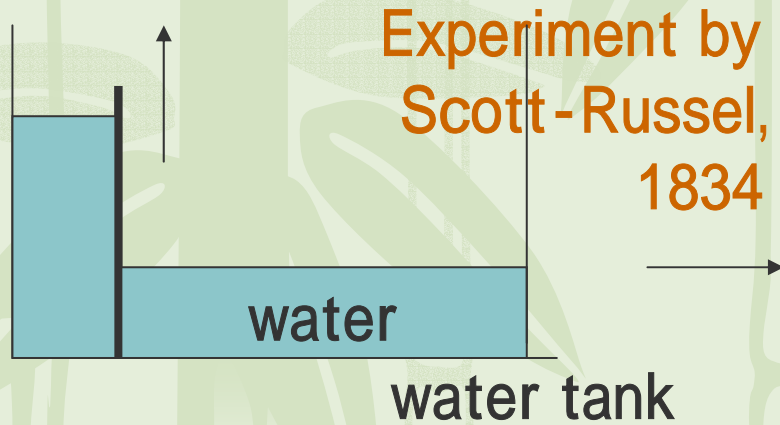 Experiment by
Scott-Russel,
1834
water
water tank